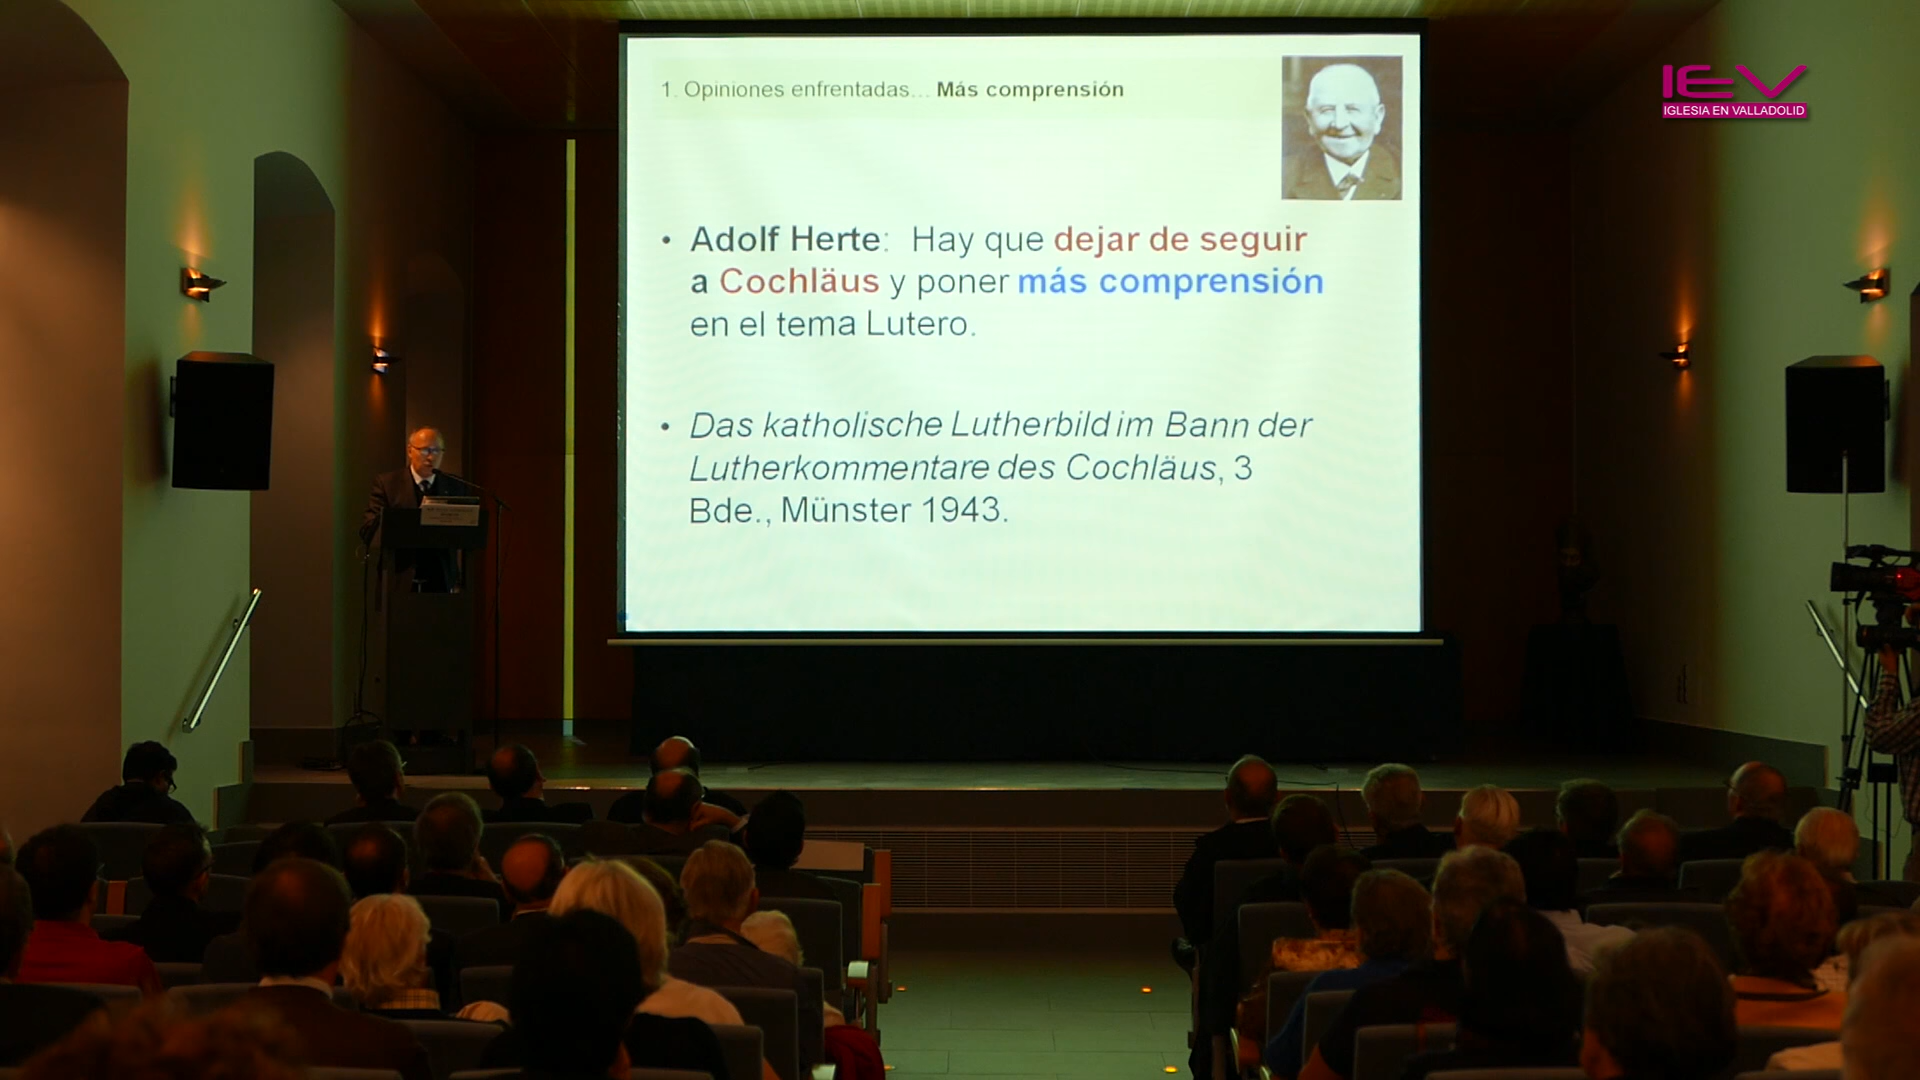 1. Opiniones enfrentadas... Más comprensión
IEV
IGLESIA EN VALLADOLID
• Adolf Herte: Hay que dejar de seguir
a Cochläus y poner más comprensión
en el tema Lutero.
• Das katholische Lutherbild im Bann der
Lutherkommentare des Cochläus, 3
Bde., Münster 1943.